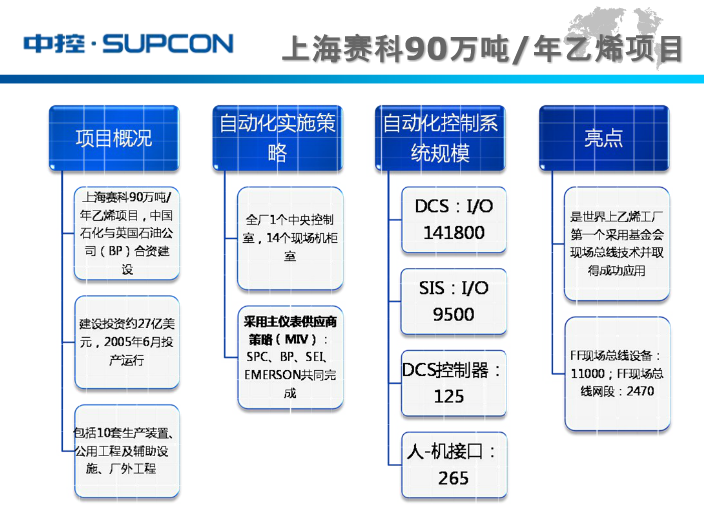 中控·SUPCON
上海赛科90万吨/年乙烯项目
项目概况
上海赛科90万吨/
年乙烯项目，中国
石化与英国石油公
司（BP）合资建
设
建设投资约27亿美
元，2005年6月投
产运行
包括10套生产装置、
公用工程及辅助设
施、厂外工程
自动化实施策
略
全厂1个中央控制
室，14个现场机柜
室
采用主仪表供应商
策略（MIV）：
SPC、BP、SEI、
EMERSON共同完
成
自动化控制系
统规模
DCS：I/O
141800
SIS：I/O
9500
DCS控制器：
125
人-机接口：
265
亮点
是世界上乙烯工厂
第一个采用基金会
现场总线技术并取
得成功应用
FF现场总线设备：
11000；FF现场总
线网段：2470